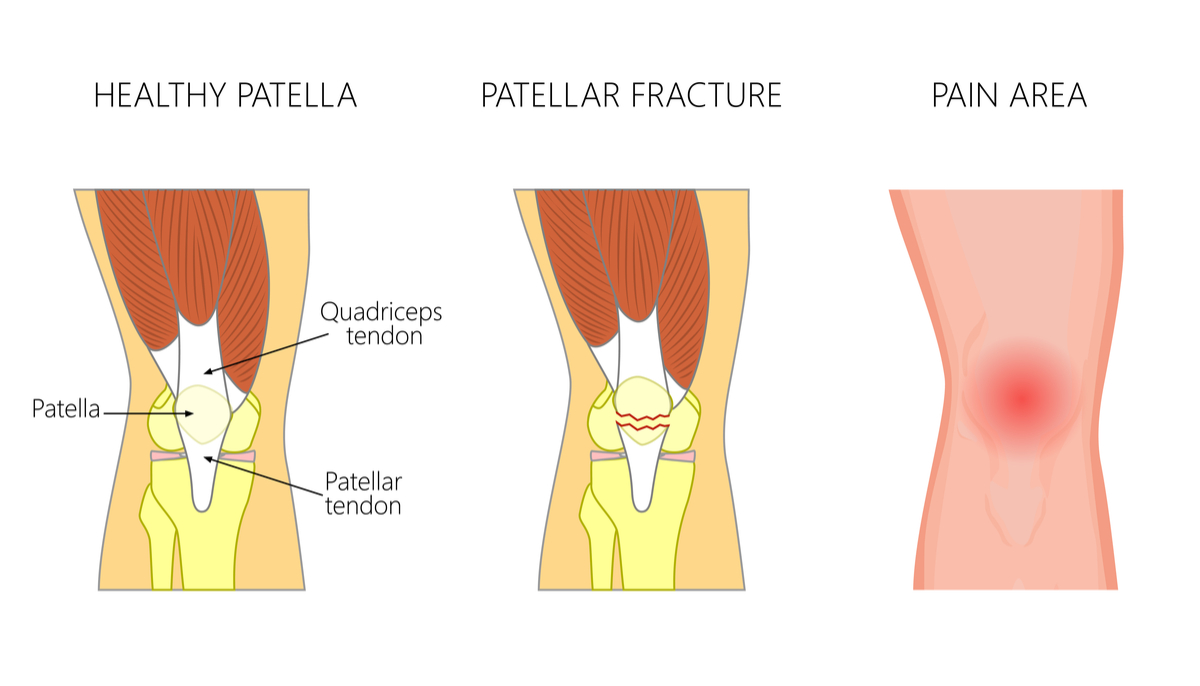 HEALTHY PATELLA
PATELLAR FRACTURE
PAIN AREA
Quadriceps
tendon
Patella
Patellar
tendon